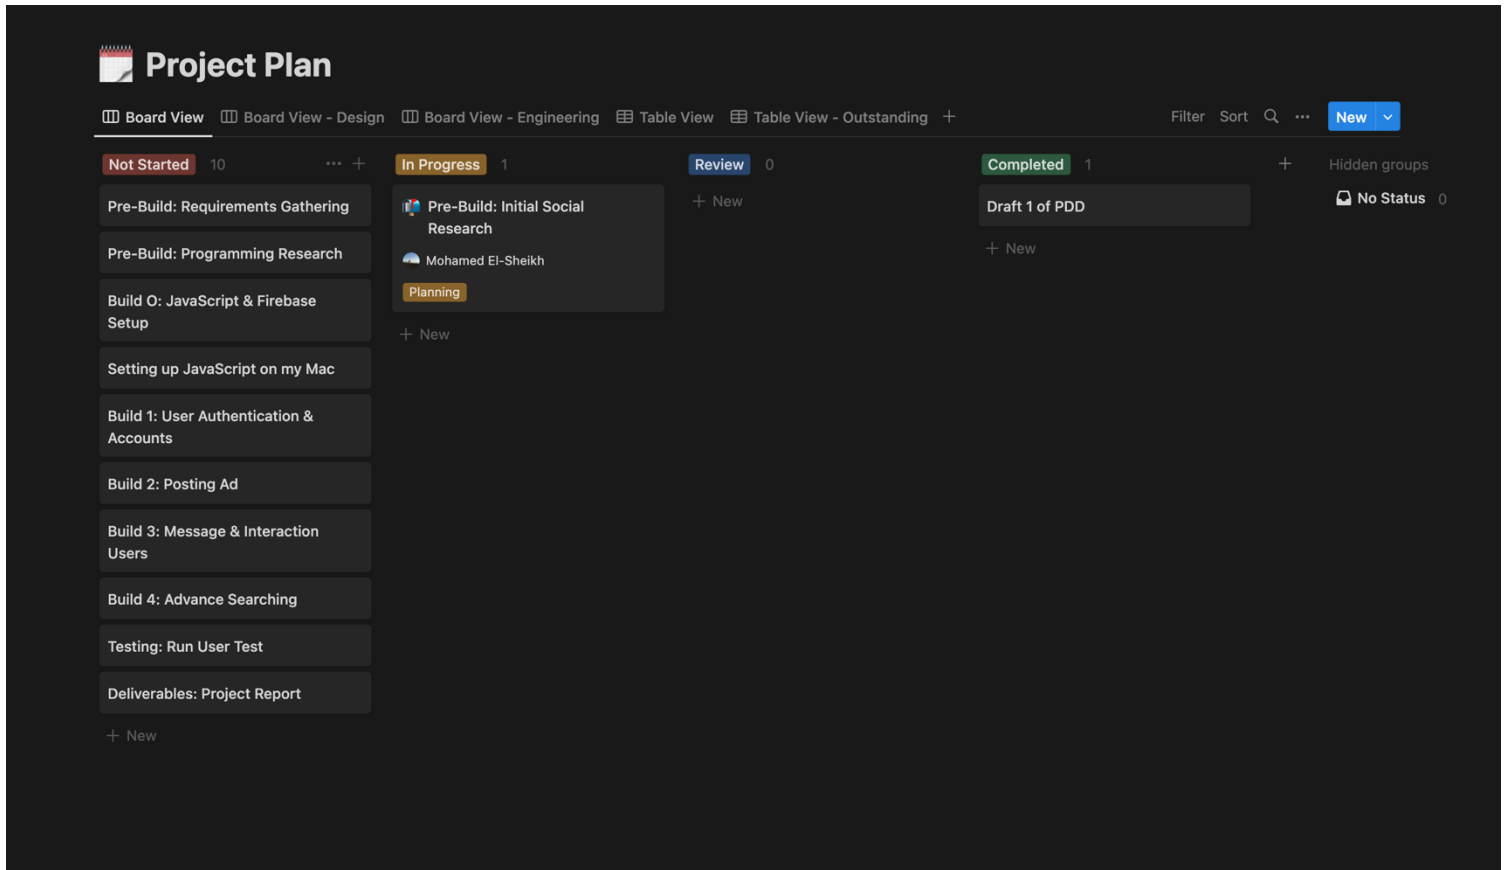 Project Plan
Board View
Board View - Design
Board View - Engineering
Table View
Table View - Outstanding
Filter
Sort
New
Not Started 10
Pre-Build: Requirements Gathering
Pre-Build: Programming Research
Build O: JavaScript & Firebase
Setup
Setting up JavaScript on my Mac
Build 1: User Authentication &
Accounts
Build 2: Posting Ad
Build 3: Message & Interaction
Users
Build 4: Advance Searching
Testing: Run User Test
Deliverables: Project Report
+ New
In Progress 1
Pre-Build: Initial Social
Research
Mohamed El-Sheikh
Planning
+ New
Review 0
+ New
Completed 1
Draft 1 of PDD
+ New
Hidden groups
No Status 0